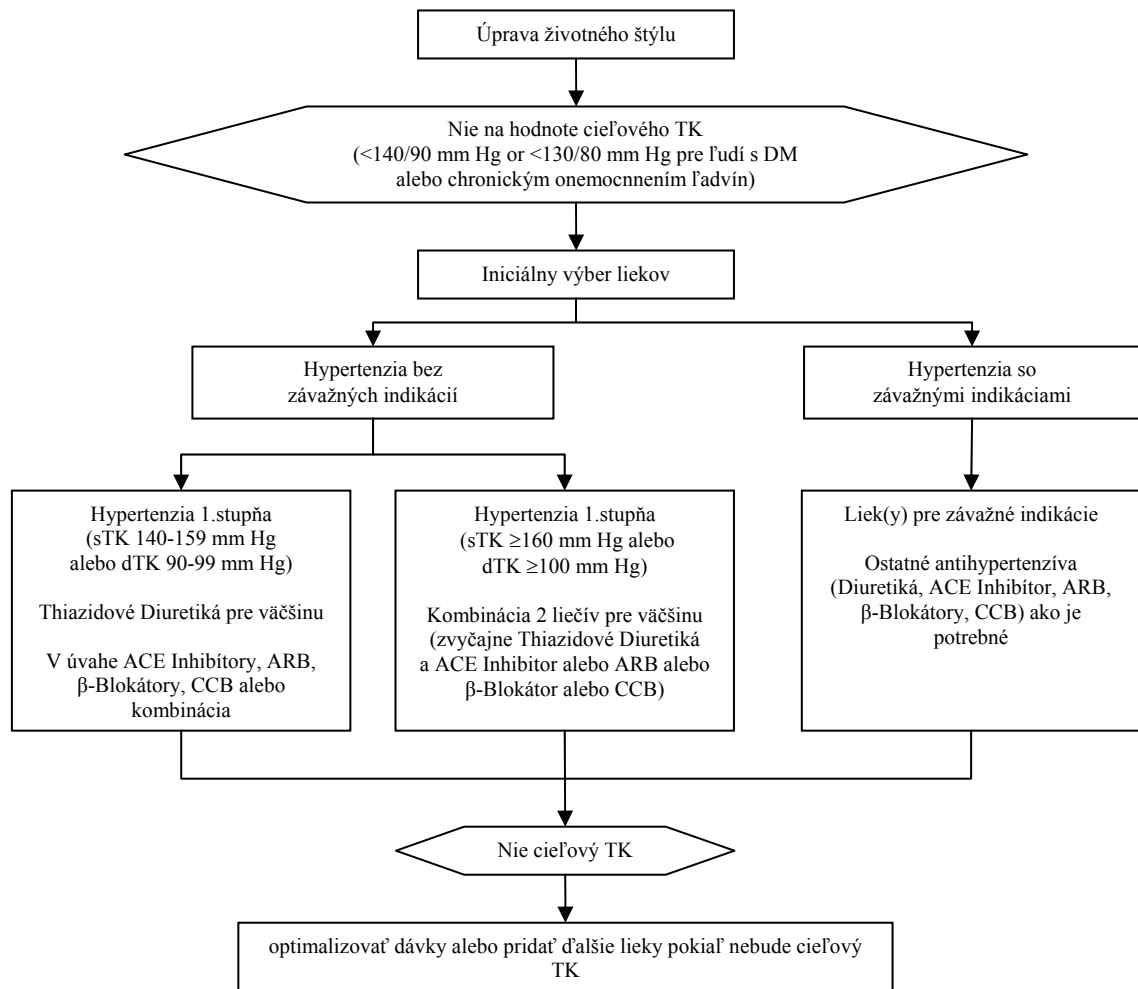 Úprava životného štýlu
Nie na hodnote cieľového TK
(<140/90 mm Hg or <130/80 mm Hg pre ľudí s DM
alebo chronickým onemocnnením ľadvín)
Iniciálny výber liekov
Hypertenzia bez
závažných indikácií
Hypertenzia so
závažnými indikáciami
Hypertenzia 1.stupňa
(sTK 140-159 mm Hg
alebo dTK 90-99 mm Hg)
Thiazidové Diuretiká pre väčšinu
V úvahe ACE Inhibítory, ARB,
β-Blokátory, CCB alebo
kombinácia
Hypertenzia 1.stupňa
(sTK ≥160 mm Hg alebo
dTK ≥100 mm Hg)
Kombinácia 2 liečív pre väčšinu
(zvyčajne Thiazidové Diuretiká
a ACE Inhibitor alebo ARB alebo
β-Blokátor alebo CCB)
Liek(y) pre závažné indikácie
Ostatné antihypertenzíva
(Diuretiká, ACE Inhibítor, ARB,
β-Blokátory, CCB) ako je
potrebné
Nie cieľový TK
optimalizovať dávky alebo pridať ďalšie lieky pokiaľ nebude cieľový
TK